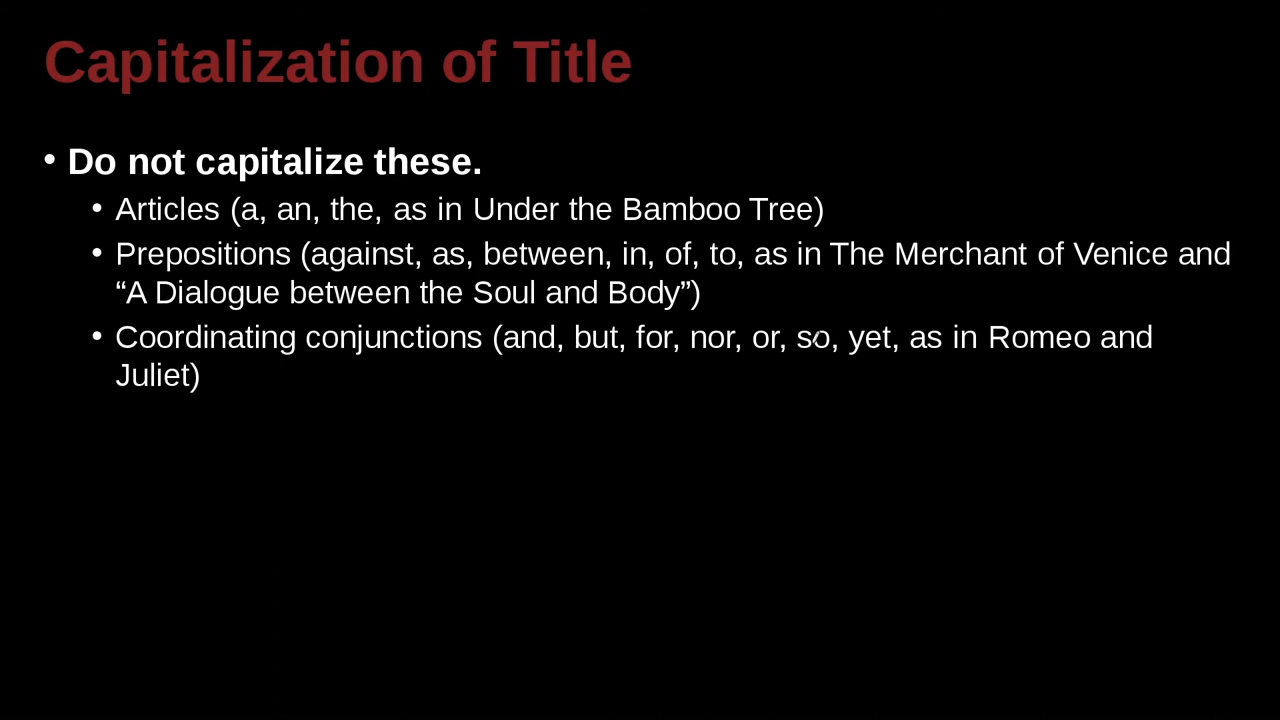 Capitalization of Title
• Do not capitalize these.
• Articles (a, an, the, as in Under the Bamboo Tree)
• Prepositions (against, as, between, in, of, to, as in The Merchant of Venice and
“A Dialogue between the Soul and Body”)
• Coordinating conjunctions (and, but, for, nor, or, so, yet, as in Romeo and
Juliet)